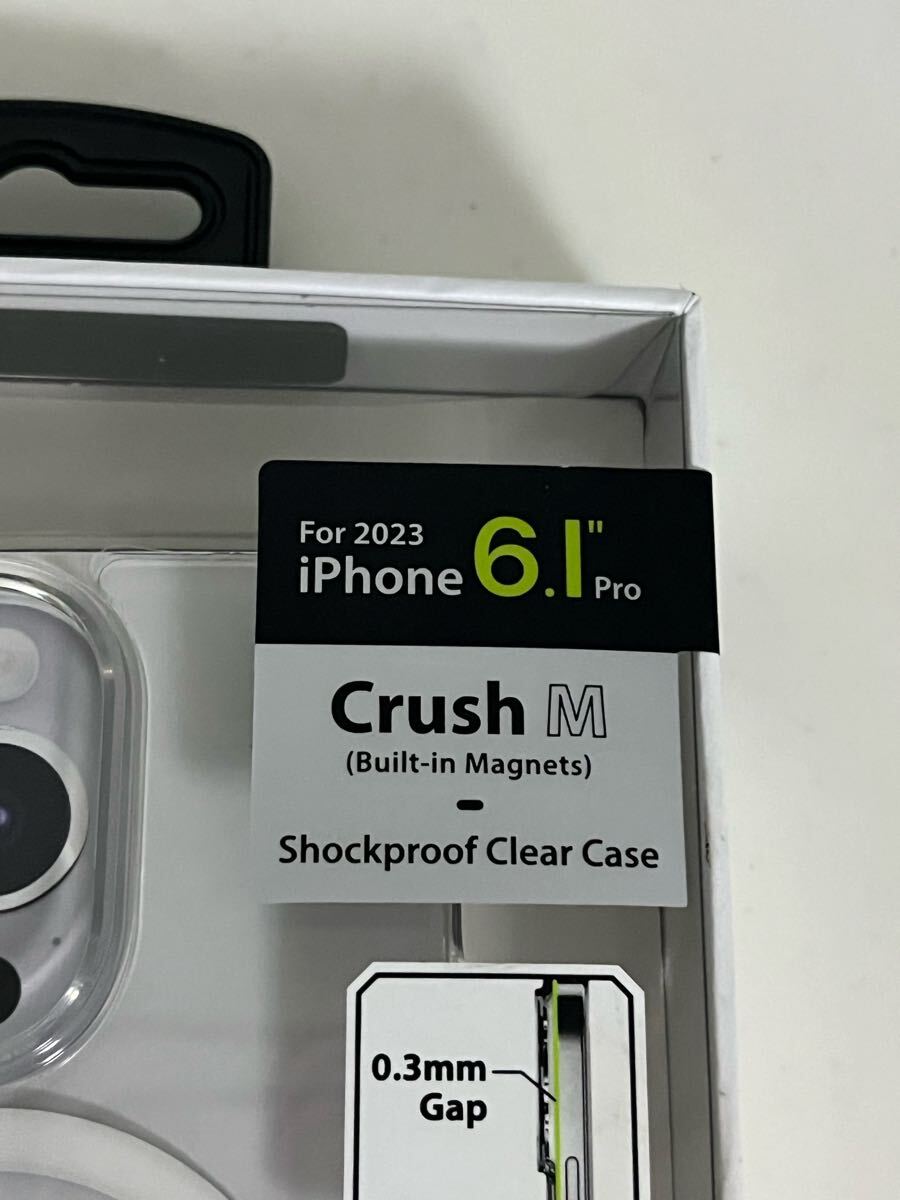 For 2023
iPhone 6.1" Pro
Crush M
(Built-in Magnets)
Shockproof Clear Case
0.3mm
Gap